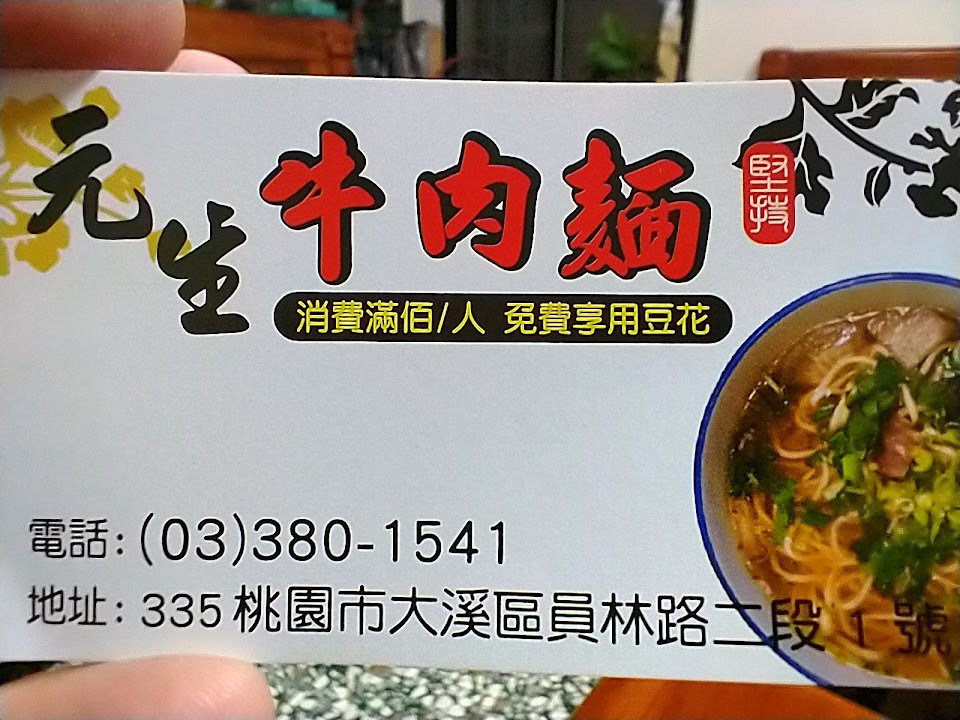 元生牛肉麵
堅持
消費滿佰/人 免費享用豆花
電話:(03)380-1541
地址:335桃園市大溪區員林路二段1號